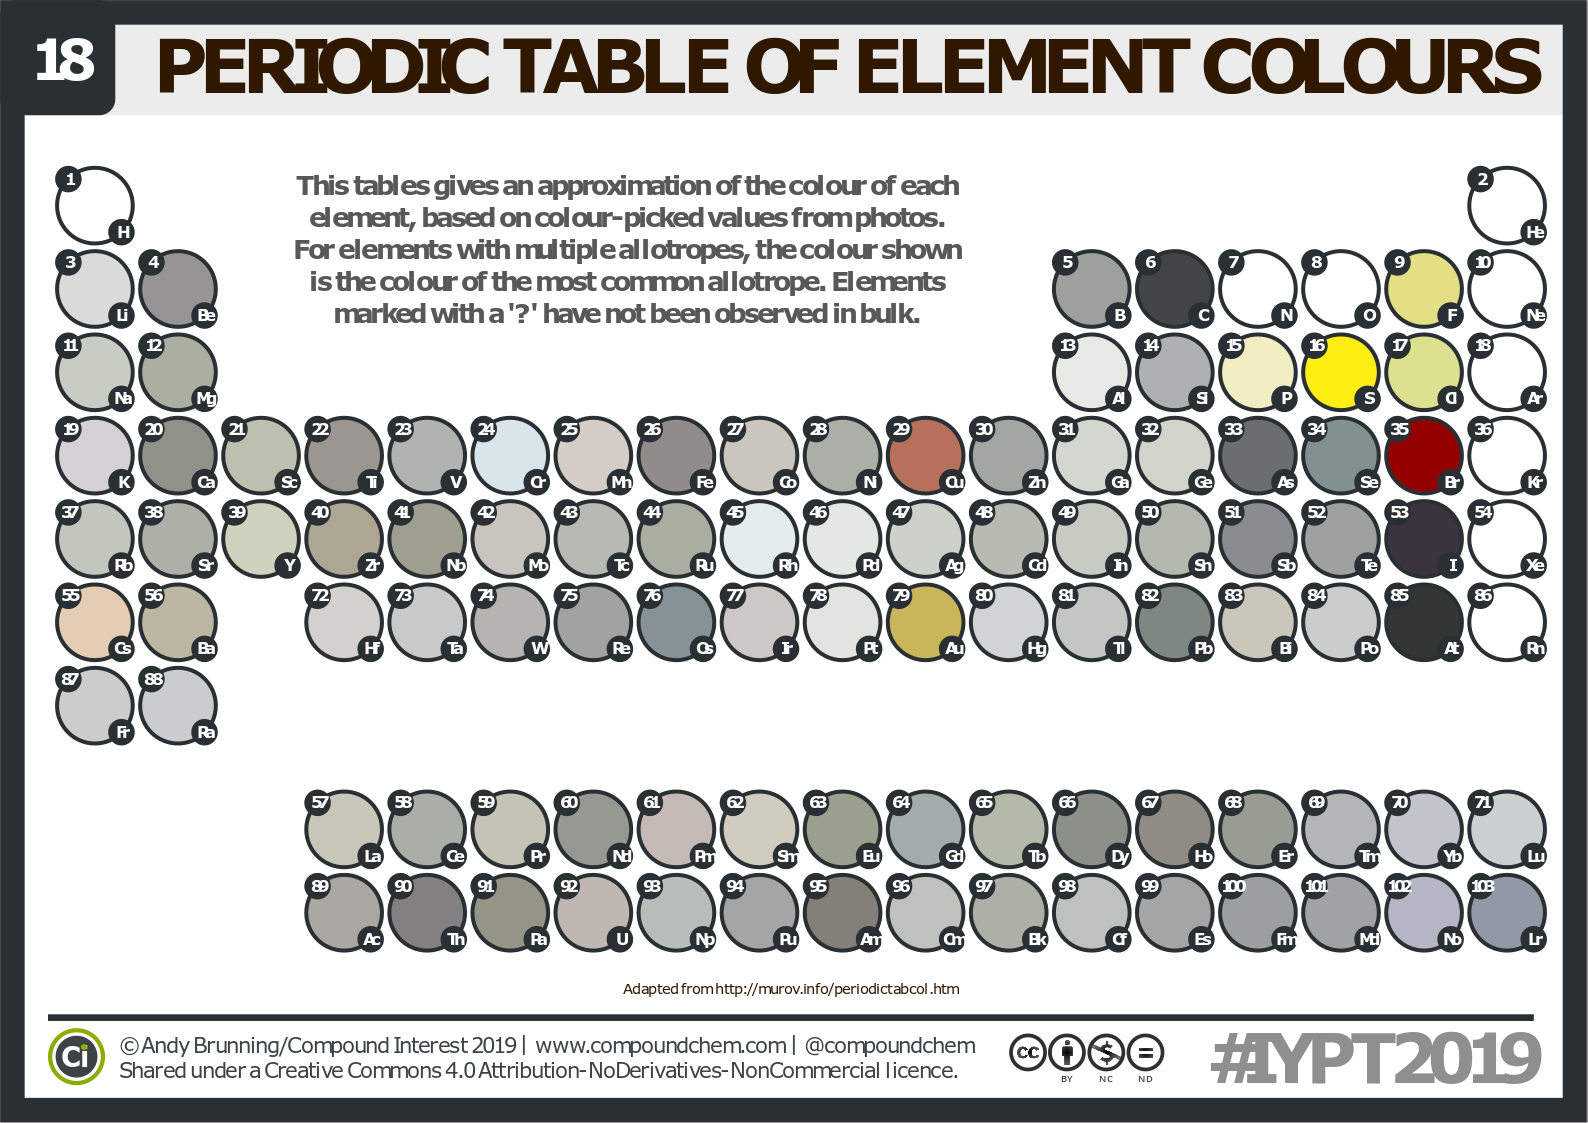 18
PERIODIC TABLE OF ELEMENT COLOURS
This tables gives an approximation of the colour of each
element, based on colour-picked values from photos.
For elements with multiple allotropes, the colour shown
is the colour of the most common allotrope. Elements
marked with a '?' have not been observed in bulk.
1 H 2 He
3 Li 4 Be 5 B 6 C 7 N 8 O 9 F 10 Ne
11 Na 12 Mg 13 Al 14 Si 15 P 16 S 17 Cl 18 Ar
19 K 20 Ca 21 Sc 22 Ti 23 V 24 Cr 25 Mn 26 Fe 27 Co 28 Ni 29 Cu 30 Zn 31 Ga 32 Ge 33 As 34 Se 35 Br 36 Kr
37 Rb 38 Sr 39 Y 40 Zr 41 Nb 42 Mo 43 Tc 44 Ru 45 Rh 46 Pd 47 Ag 48 Cd 49 In 50 Sn 51 Sb 52 Te 53 I 54 Xe
55 Cs 56 Ba 72 Hf 73 Ta 74 W 75 Re 76 Os 77 Ir 78 Pt 79 Au 80 Hg 81 Tl 82 Pb 83 Bi 84 Po 85 At 86 Rn
87 Fr 88 Ra
57 La 58 Ce 59 Pr 60 Nd 61 Pm 62 Sm 63 Eu 64 Gd 65 Tb 66 Dy 67 Ho 68 Er 69 Tm 70 Yb 71 Lu
89 Ac 90 Th 91 Pa 92 U 93 Np 94 Pu 95 Am 96 Cm 97 Bk 98 Cf 99 Es 100 Fm 101 Md 102 No 103 Lr
Adapted from http://murov.info/periodictabcol.htm
Ci
© Andy Brunning/Compound Interest 2019 | www.compoundchem.com | @compoundchem
Shared under a Creative Commons 4.0 Attribution-NoDerivatives-NonCommercial licence.
cc $ =
BY NC ND
#IYPT2019